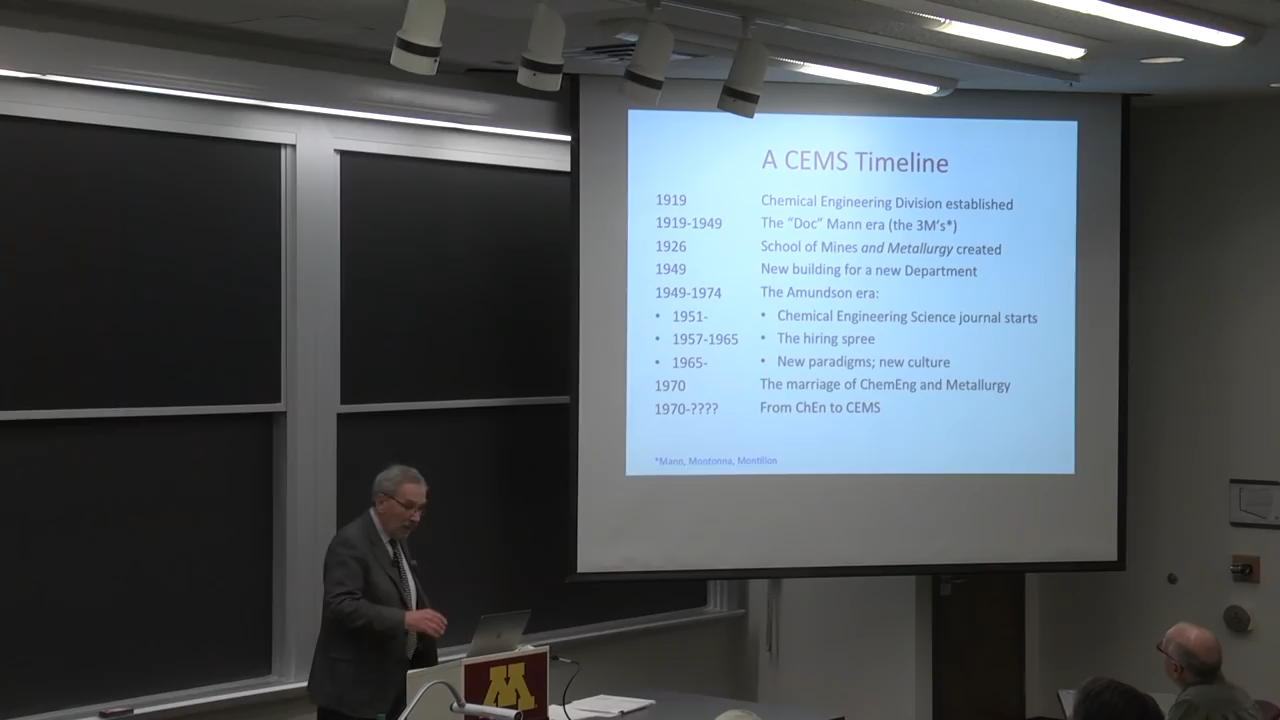 A CEMS Timeline
1919 Chemical Engineering Division established
1919-1949 The "Doc" Mann era (the 3M's*)
1926 School of Mines and Metallurgy created
1949 New building for a new Department
1949-1974 The Amundson era:
• 1951- • Chemical Engineering Science journal starts
• 1957-1965 • The hiring spree
• 1965- • New paradigms; new culture
1970 The marriage of ChemEng and Metallurgy
1970-???? From ChEn to CEMS
*Mann, Montonna, Montillon
M